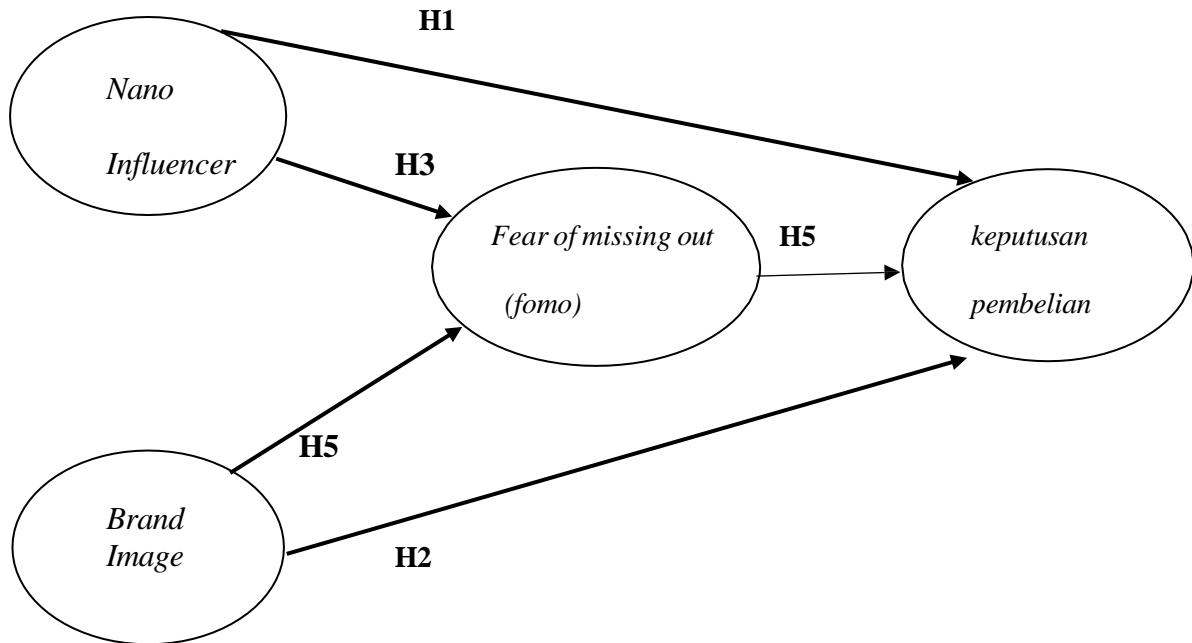 H1
Nano
Influencer
H3
Fear of missing out
(fomo)
H5
keputusan
pembelian
H5
Brand
Image
H2